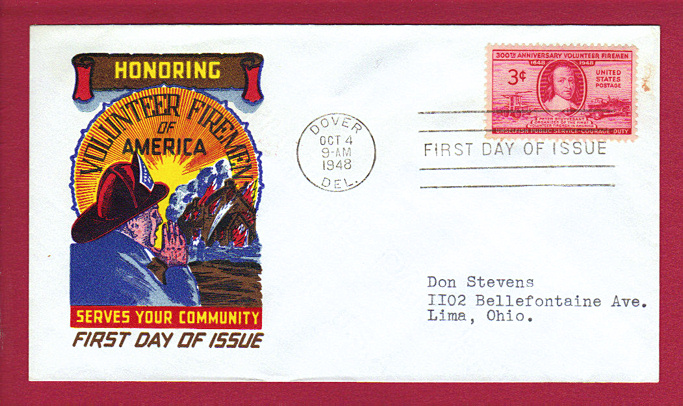 HONORING
VOLUNTEER FIREMEN
OF
AMERICA
SERVES YOUR COMMUNITY
FIRST DAY OF ISSUE
DOVER
OCT 4
9-AM
1948
DEL.
300TH ANNIVERSARY VOLUNTEER FIREMEN
1648 1948
3¢
UNITED
STATES
POSTAGE
UNSELFISH PUBLIC SERVICE-COURAGE-DUTY
FIRST DAY OF ISSUE
Don Stevens
1102 Bellefontaine Ave.
Lima, Ohio.